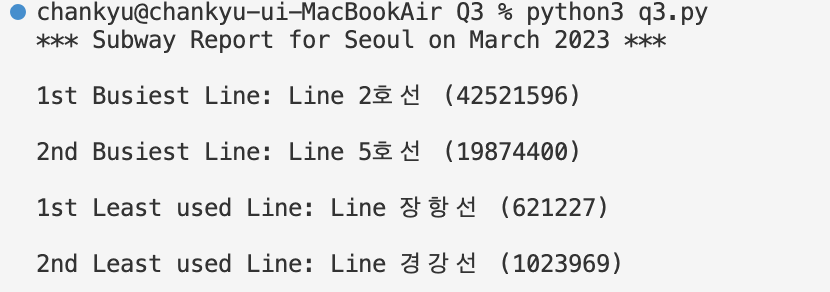 chankyu@chankyu-ui-MacBookAir Q3 % python3 q3.py
*** Subway Report for Seoul on March 2023 ***
1st Busiest Line: Line 2호선 (42521596)
2nd Busiest Line: Line 5호선 (19874400)
1st Least used Line: Line 장항선 (621227)
2nd Least used Line: Line 경강선 (1023969)